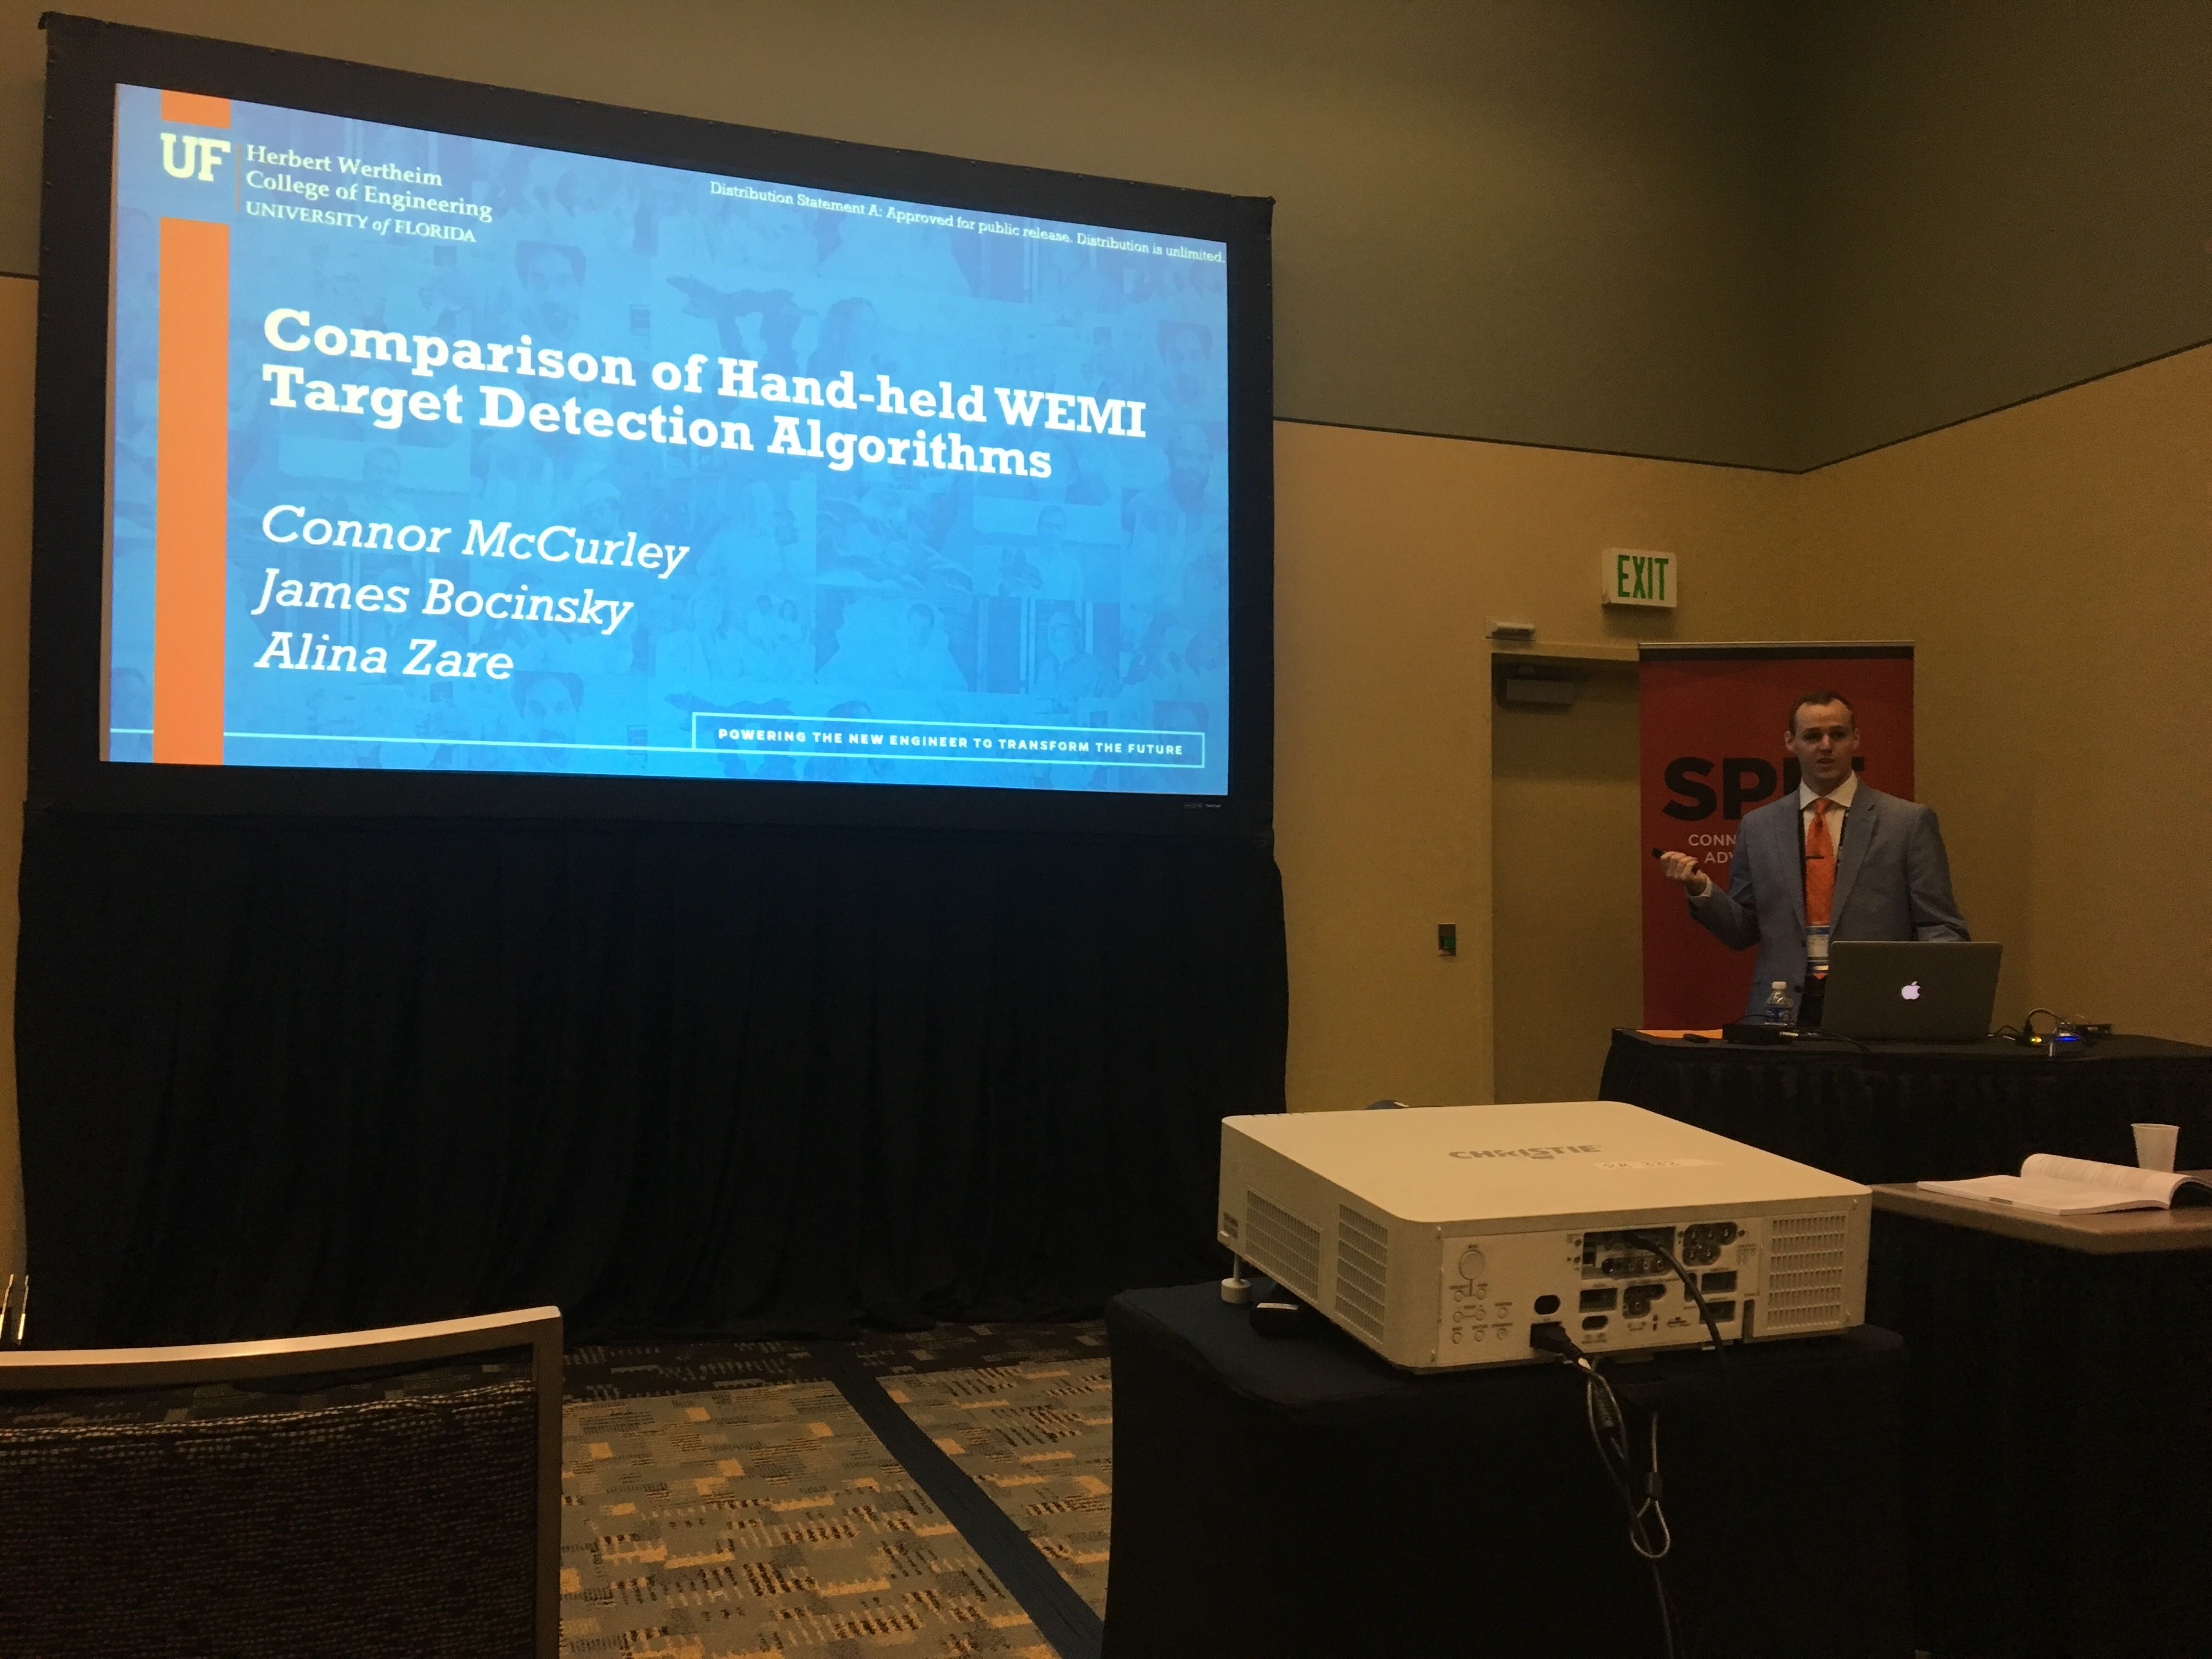 UF
Herbert Wertheim
College of Engineering
UNIVERSITY of FLORIDA
Distribution Statement A: Approved for public release. Distribution is unlimited.
Comparison of Hand-held WEMI
Target Detection Algorithms
Connor McCurley
James Bocinsky
Alina Zare
POWERING THE NEW ENGINEER TO TRANSFORM THE FUTURE
EXIT
CHRISTIE